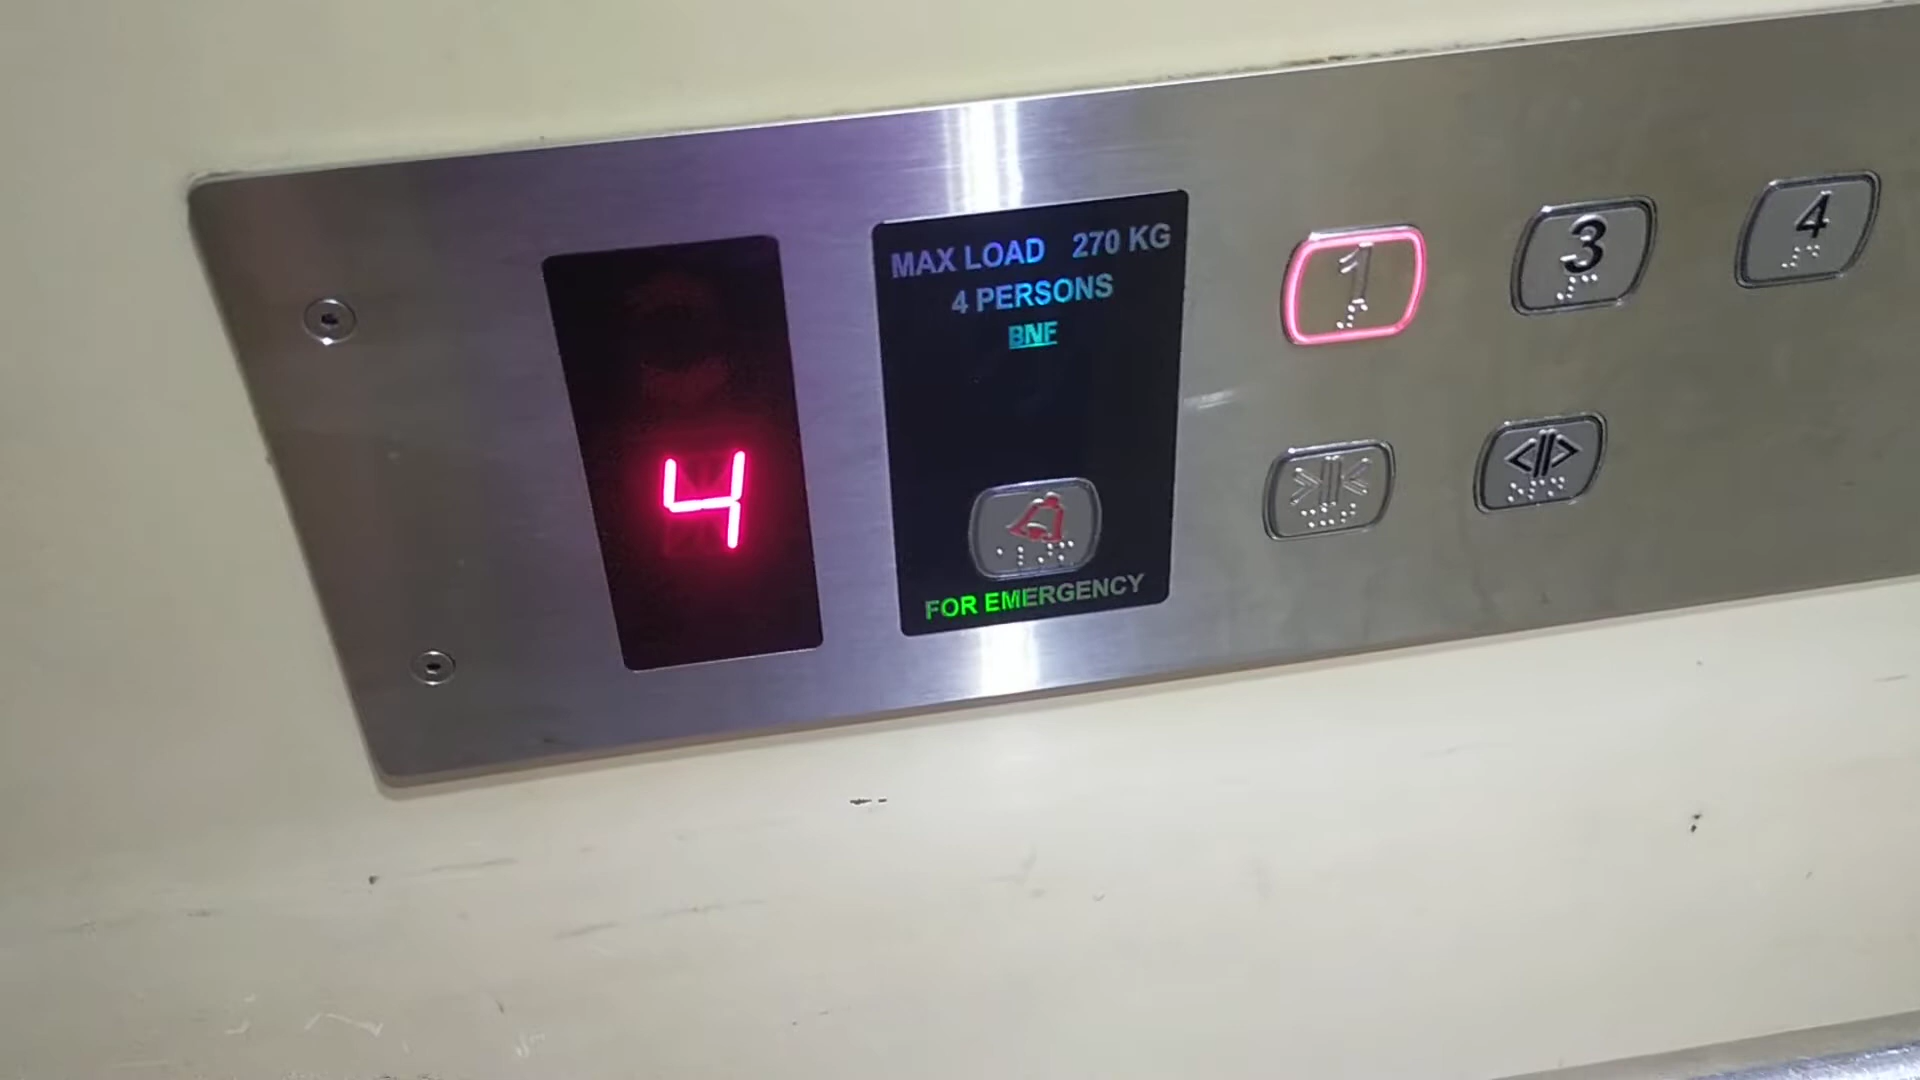 4
MAX LOAD 270 KG
4 PERSONS
BNF
FOR EMERGENCY
1
3
4